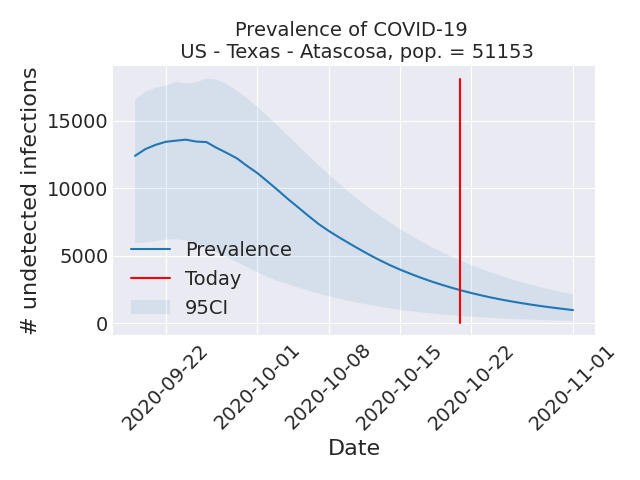 Prevalence of COVID-19
US - Texas - Atascosa, pop. = 51153
# undetected infections
15000
10000
5000
0
Prevalence
Today
95CI
2020-09-22
2020-10-01
2020-10-08
2020-10-15
2020-10-22
2020-11-01
Date